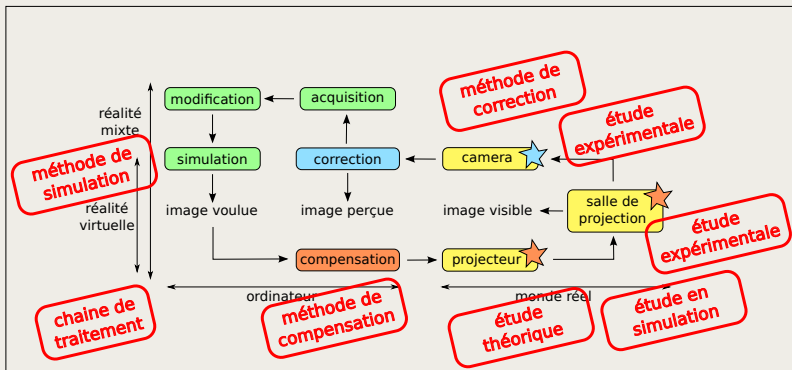 méthode de
correction
modification
acquisition
réalité
mixte
étude
expérimentale
méthode de
simulation
simulation
correction
camera
salle de
projection
réalité
virtuelle
image voulue
image perçue
image visible
étude
expérimentale
compensation
projecteur
ordinateur
monde réel
chaine de
traitement
méthode de
compensation
étude
théorique
étude en
simulation